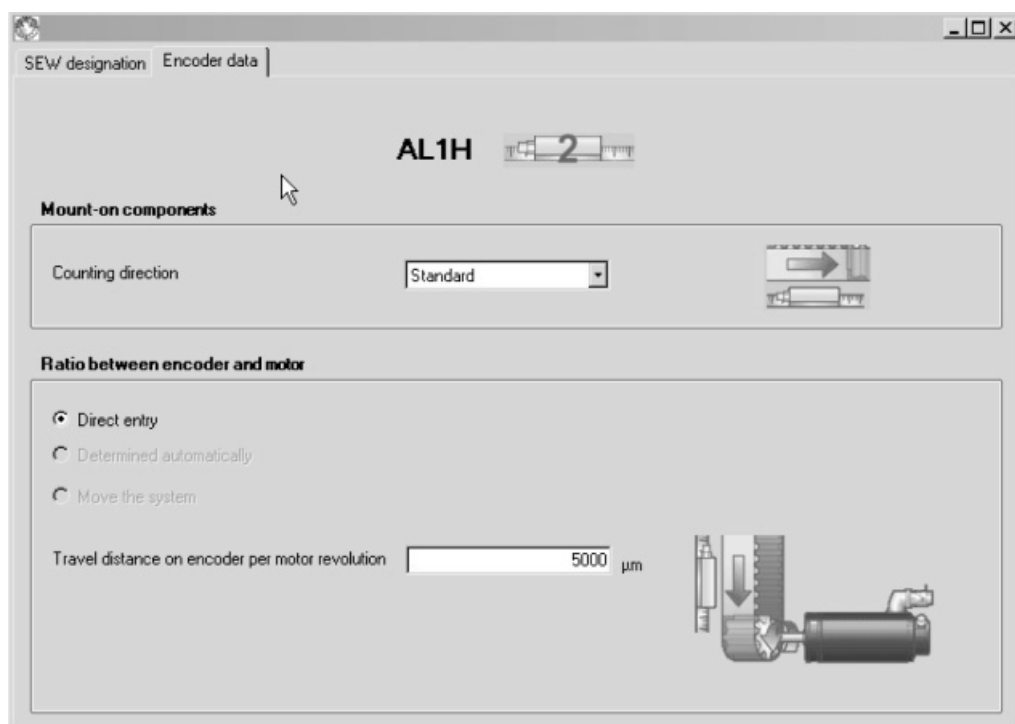 SEW designation Encoder data
AL1H 2
Mount-on components
Counting direction Standard
Ratio between encoder and motor
Direct entry
Determined automatically
Move the system
Travel distance on encoder per motor revolution 5000 µm